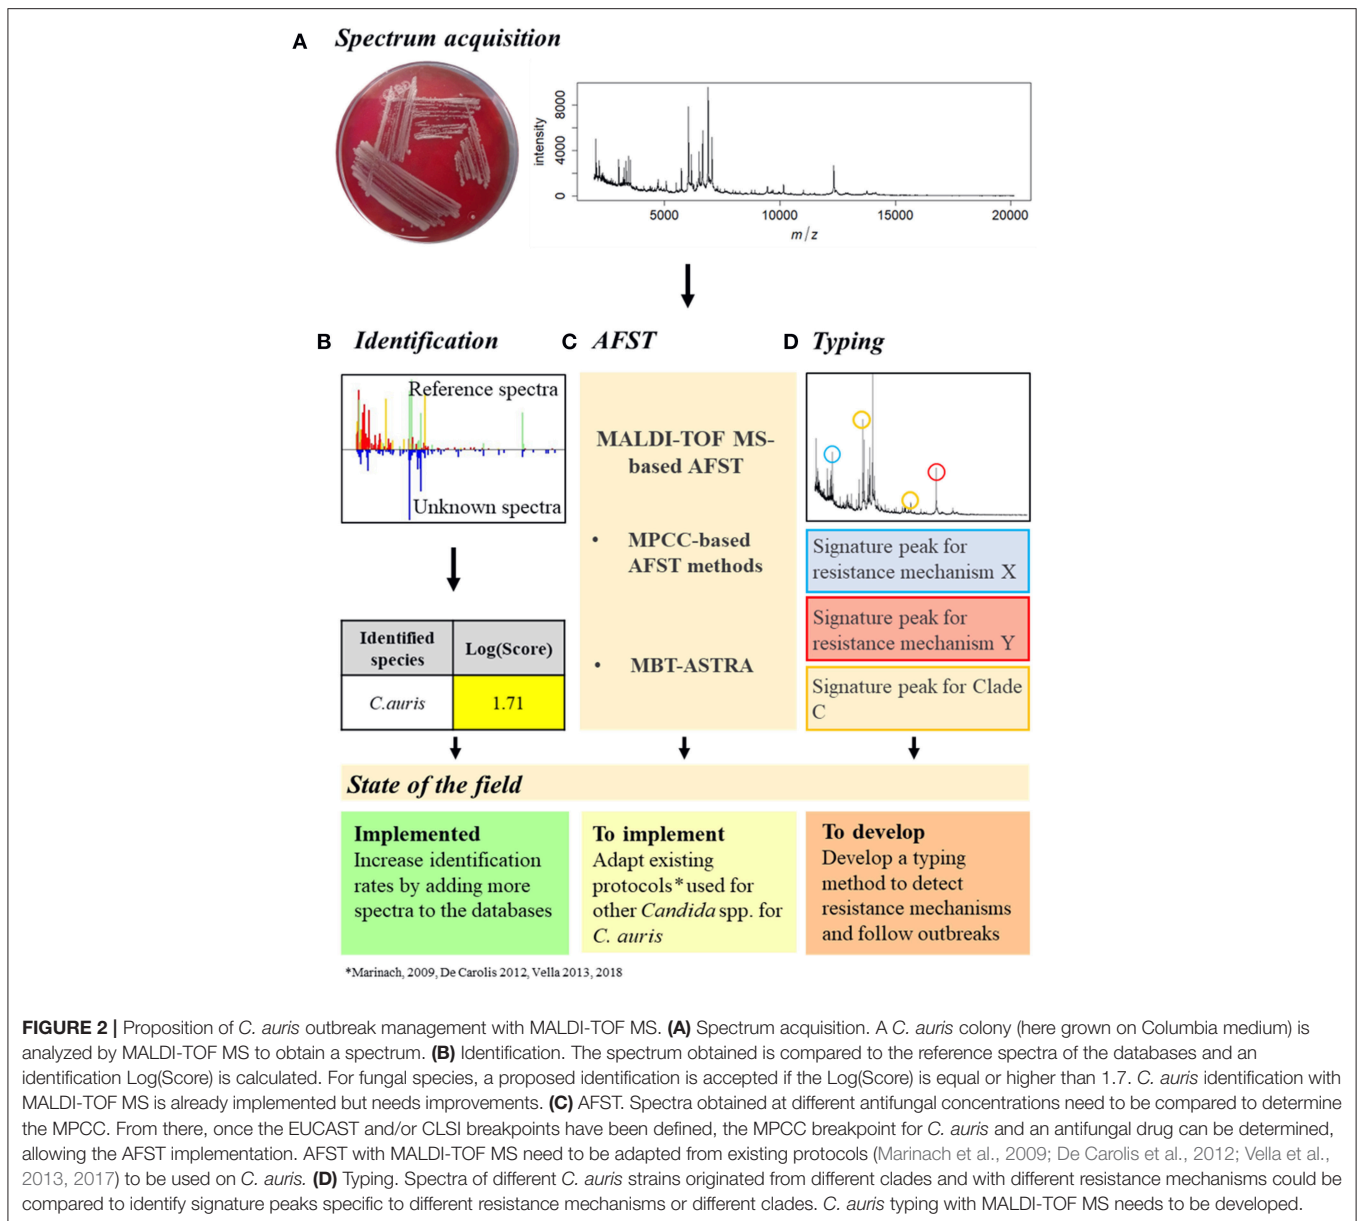 A Spectrum acquisition
intensity
8000
4000
0
5000 10000 15000 20000
m/z
B Identification
Reference spectra
Unknown spectra
Identified species Log(Score)
C.auris 1.71
C AFST
MALDI-TOF MS-
based AFST
• MPCC-based
AFST methods
• MBT-ASTRA
D Typing
Signature peak for
resistance mechanism X
Signature peak for
resistance mechanism Y
Signature peak for Clade
C
State of the field
Implemented
Increase identification
rates by adding more
spectra to the databases
To implement
Adapt existing
protocols* used for
other Candida spp. for
C. auris
To develop
Develop a typing
method to detect
resistance mechanisms
and follow outbreaks
*Marinach, 2009, De Carolis 2012, Vella 2013, 2018
FIGURE 2 | Proposition of C. auris outbreak management with MALDI-TOF MS. (A) Spectrum acquisition. A C. auris colony (here grown on Columbia medium) is
analyzed by MALDI-TOF MS to obtain a spectrum. (B) Identification. The spectrum obtained is compared to the reference spectra of the databases and an
identification Log(Score) is calculated. For fungal species, a proposed identification is accepted if the Log(Score) is equal or higher than 1.7. C. auris identification with
MALDI-TOF MS is already implemented but needs improvements. (C) AFST. Spectra obtained at different antifungal concentrations need to be compared to determine
the MPCC. From there, once the EUCAST and/or CLSI breakpoints have been defined, the MPCC breakpoint for C. auris and an antifungal drug can be determined,
allowing the AFST implementation. AFST with MALDI-TOF MS need to be adapted from existing protocols (Marinach et al., 2009; De Carolis et al., 2012; Vella et al.,
2013, 2017) to be used on C. auris. (D) Typing. Spectra of different C. auris strains originated from different clades and with different resistance mechanisms could be
compared to identify signature peaks specific to different resistance mechanisms or different clades. C. auris typing with MALDI-TOF MS needs to be developed.